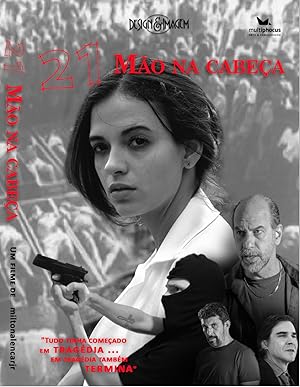 DESIGN & IMAGEM
multiphocus
21 MÃO NA CABEÇA
21 MÃO NA CABEÇA
UM FILME DE miltonalencarjr
"TUDO TINHA COMEÇADO
EM TRAGÉDIA ...
EM TRAGÉDIA TAMBÉM
TERMINA"